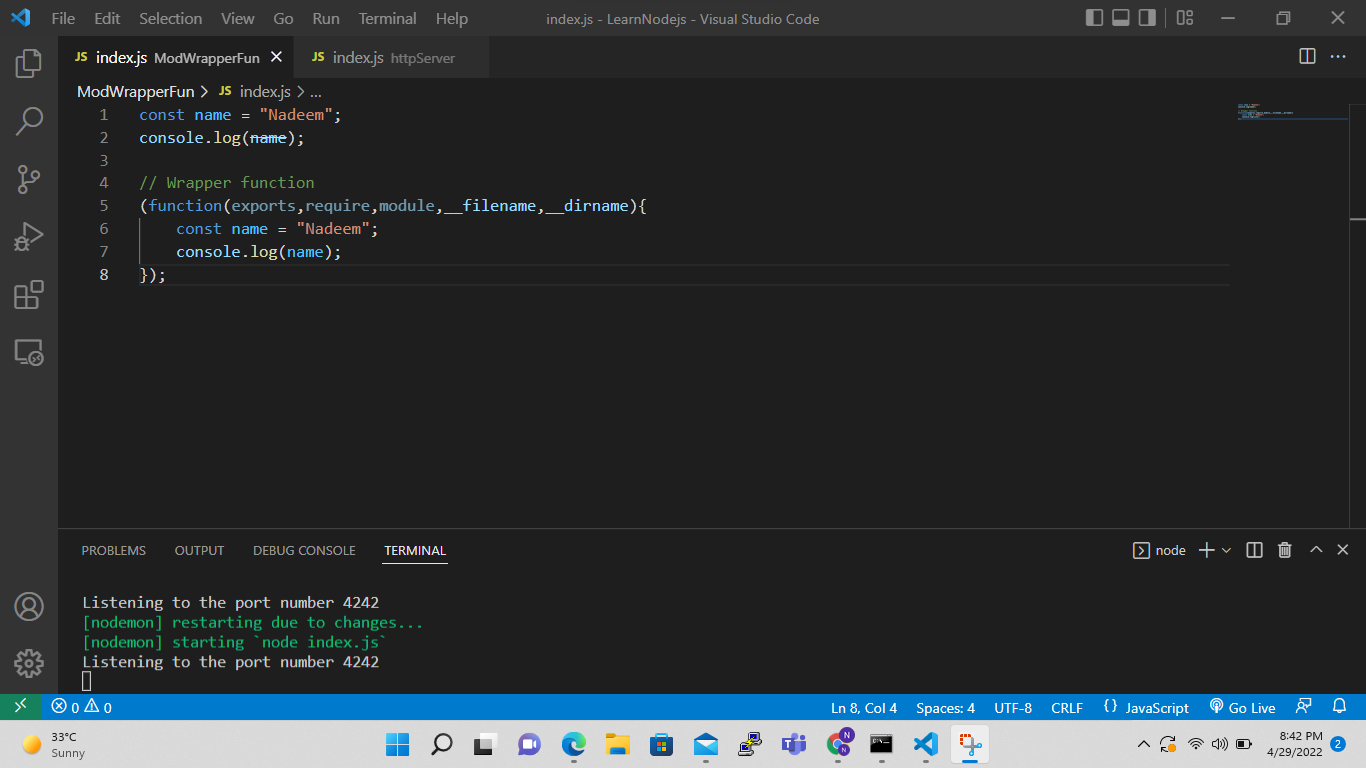 File Edit Selection View Go Run Terminal Help index.js - LearnNodejs - Visual Studio Code
JS index.js ModWrapperFun JS index.js httpServer
ModWrapperFun > JS index.js > ...
1 const name = "Nadeem";
2 console.log(name);
3
4 // Wrapper function
5 (function(exports,require,module,__filename,__dirname){
6 const name = "Nadeem";
7 console.log(name);
8 });
PROBLEMS OUTPUT DEBUG CONSOLE TERMINAL node
Listening to the port number 4242
[nodemon] restarting due to changes...
[nodemon] starting `node index.js`
Listening to the port number 4242
0 0 Ln 8, Col 4 Spaces: 4 UTF-8 CRLF {} JavaScript Go Live
33°C
Sunny
N
N
8:42 PM
4/29/2022
2